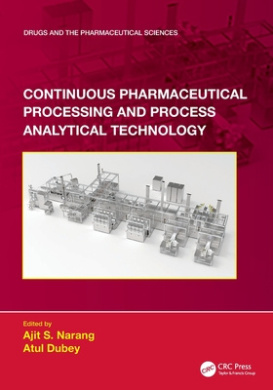 DRUGS AND THE PHARMACEUTICAL SCIENCES
CONTINUOUS PHARMACEUTICAL
PROCESSING AND PROCESS
ANALYTICAL TECHNOLOGY
Edited by
Ajit S. Narang
Atul Dubey
CRC Press
Taylor & Francis Group